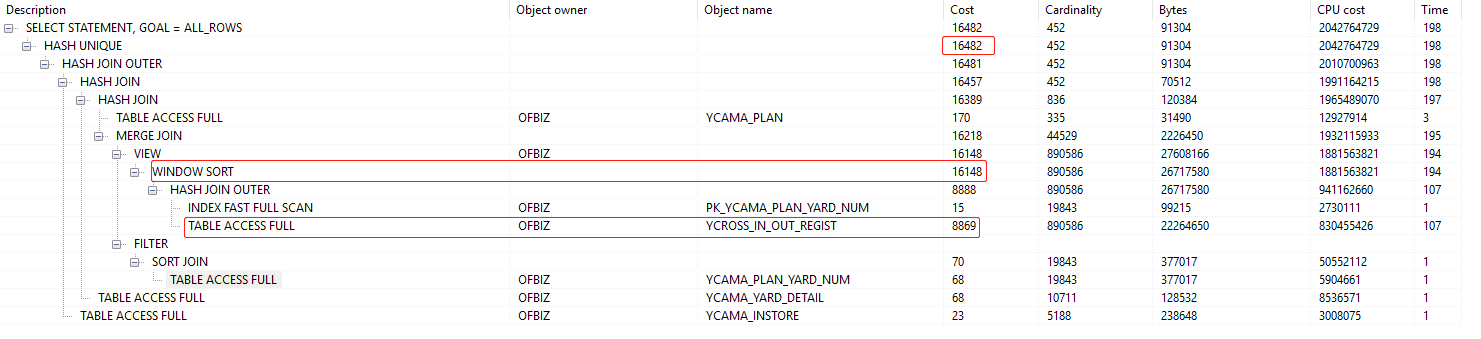 Description Object owner Object name Cost Cardinality Bytes CPU cost Time
SELECT STATEMENT, GOAL = ALL_ROWS 16482 452 91304 2042764729 198
HASH UNIQUE 16482 452 91304 2042764729 198
HASH JOIN OUTER 16481 452 91304 2010700963 198
HASH JOIN 16457 452 70512 1991164215 198
HASH JOIN 16389 836 120384 1965489070 197
TABLE ACCESS FULL OFBIZ YCAMA_PLAN 170 335 31490 12927914 3
MERGE JOIN 16218 44529 2226450 1932115933 195
VIEW OFBIZ 16148 890586 27608166 1881563821 194
WINDOW SORT 16148 890586 26717580 1881563821 194
HASH JOIN OUTER 8888 890586 26717580 941162660 107
INDEX FAST FULL SCAN OFBIZ PK_YCAMA_PLAN_YARD_NUM 15 19843 99215 2730111 1
TABLE ACCESS FULL OFBIZ YCROSS_IN_OUT_REGIST 8869 890586 22264650 830455426 107
FILTER
SORT JOIN 70 19843 377017 50552112 1
TABLE ACCESS FULL OFBIZ YCAMA_PLAN_YARD_NUM 68 19843 377017 5904661 1
TABLE ACCESS FULL OFBIZ YCAMA_YARD_DETAIL 68 10711 128532 8536571 1
TABLE ACCESS FULL OFBIZ YCAMA_INSTORE 23 5188 238648 3008075 1